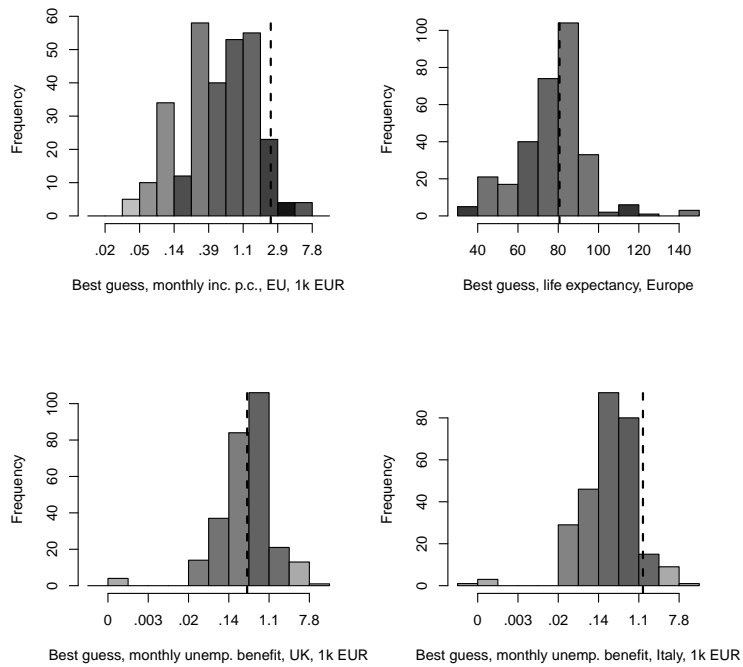 Frequency
0 10 20 30 40 50 60
.02 .05 .14 .39 1.1 2.9 7.8
Best guess, monthly inc. p.c., EU, 1k EUR
Frequency
0 20 40 60 80 100
40 60 80 100 120 140
Best guess, life expectancy, Europe
Frequency
0 20 40 60 80 100
0 .003 .02 .14 1.1 7.8
Best guess, monthly unemp. benefit, UK, 1k EUR
Frequency
0 20 40 60 80
0 .003 .02 .14 1.1 7.8
Best guess, monthly unemp. benefit, Italy, 1k EUR